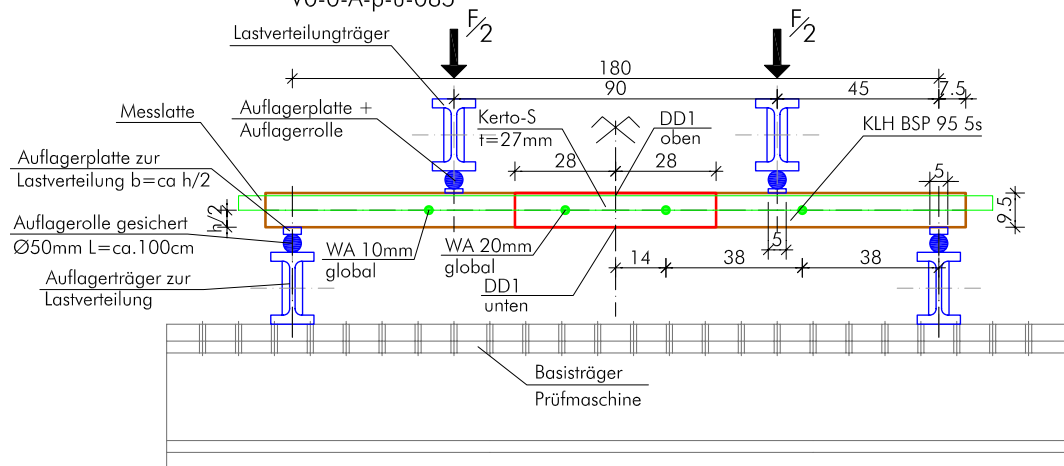 F/2
F/2
Lastverteilungträger
180
90
45
7.5
Messlatte
Auflagerplatte +
Auflagerrolle
Kerto-S
t=27mm
DD1
oben
KLH BSP 95 5s
Auflagerplatte zur
Lastverteilung b=ca h/2
28
28
5
9.5
h/2
Auflagerolle gesichert
Ø50mm L=ca.100cm
WA 10mm
global
WA 20mm
global
5
14
38
38
Auflagerträger zur
Lastverteilung
DD1
unten
Basisträger
Prüfmaschine